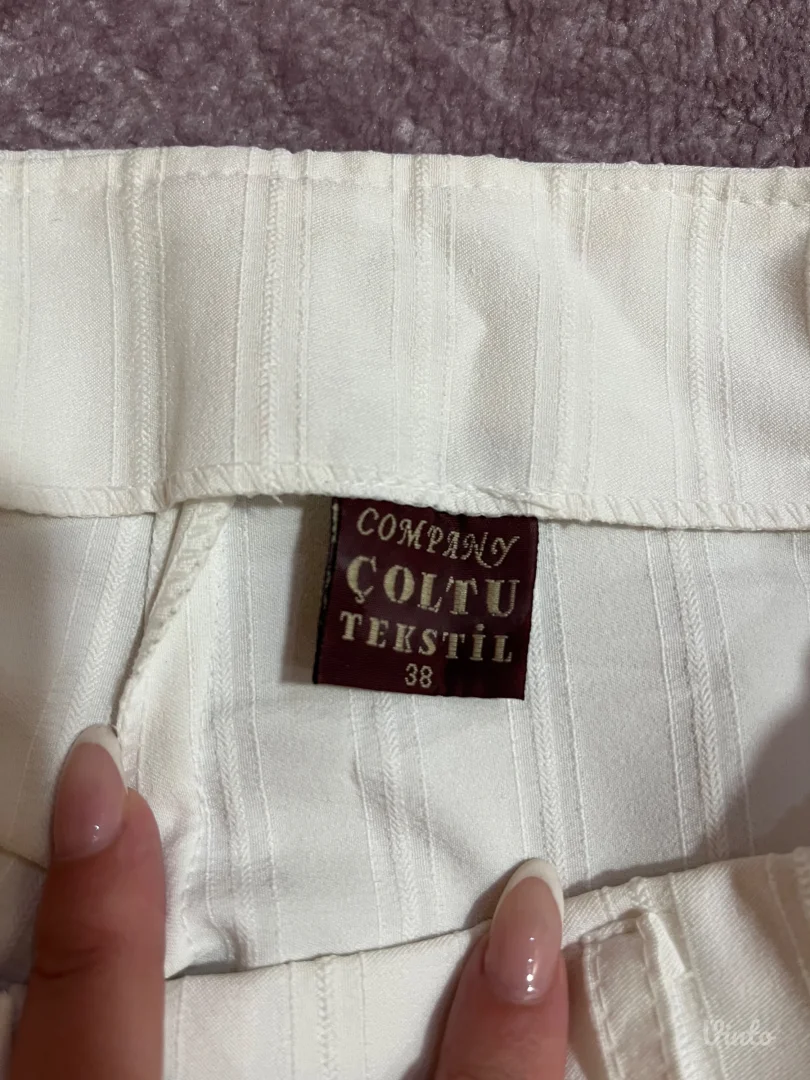 COMPANY
ÇOLTU
TEKSTİL
38